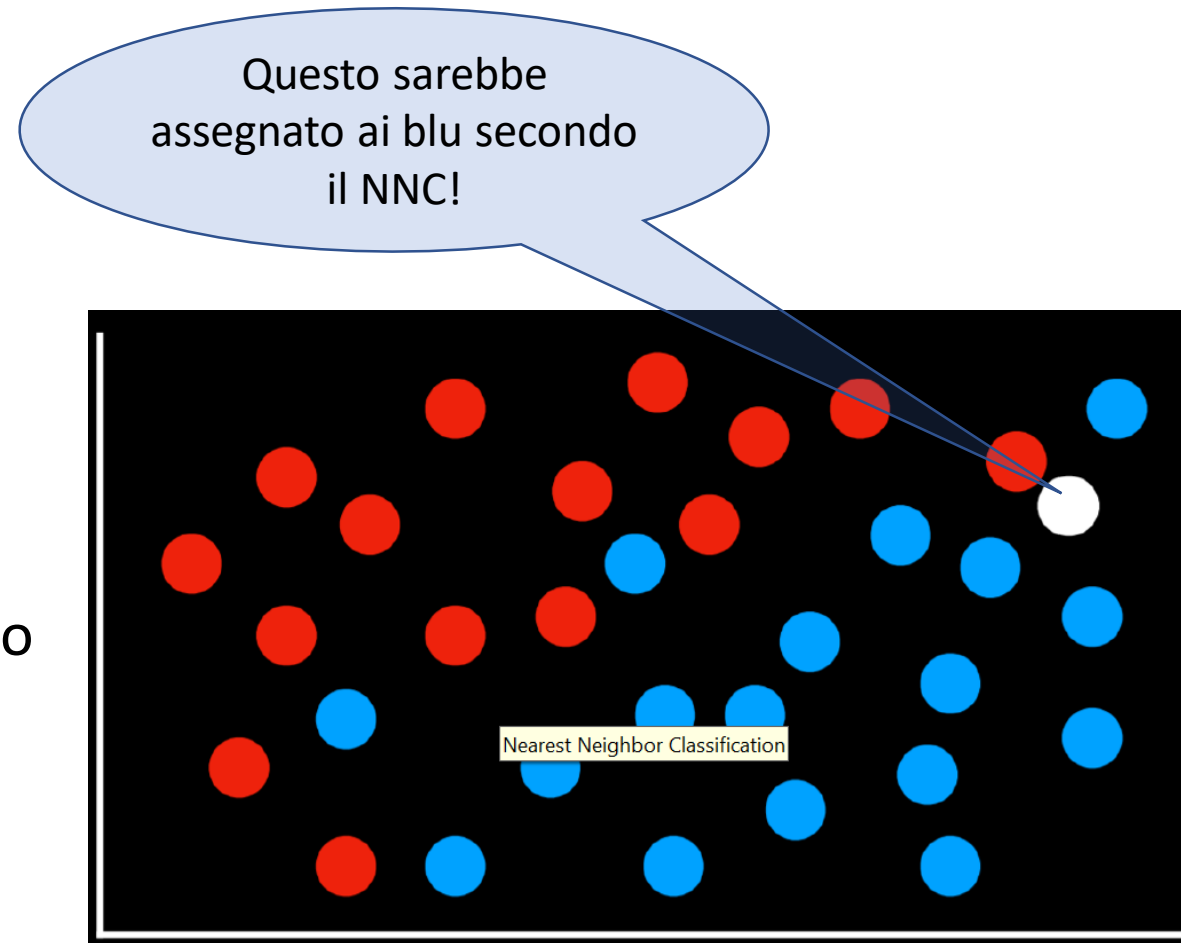 Questo sarebbe
assegnato ai blu secondo
il NNC!
o
Nearest Neighbor Classification